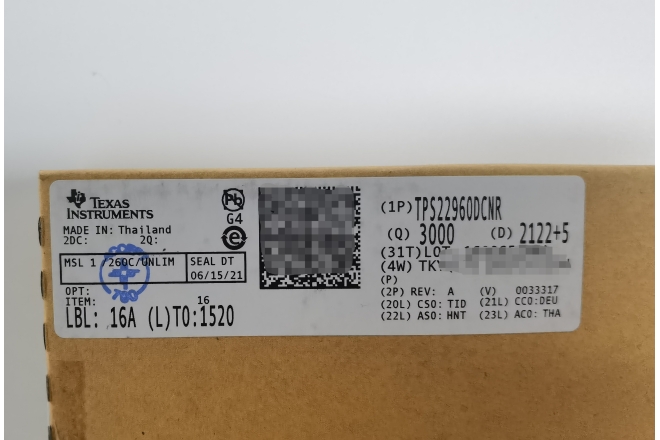 TEXAS
INSTRUMENTS
MADE IN: Thailand
2DC: 2Q:
MSL 1 /260C/UNLIM
SEAL DT
06/15/21
OPT:
ITEM: 16
LBL: 16A (L)TO:1520
Pb
G4
e
(1P)TPS22960DCNR
(Q) 3000 (D) 2122+5
(31T)LOT
(4W) TKY
(P)
(2P) REV: A (V) 0033317
(20L) CSO: TID (21L) CCO:DEU
(22L) ASO: HNT (23L) ACO: THA